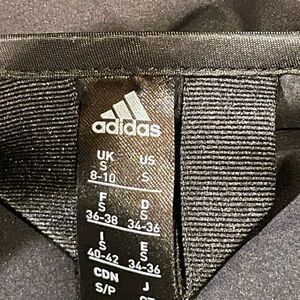 adidas
UK US
S S
8-10 S
F D
S S
36-38 34-36
I E
S S
40-42 34-36
CDN J
S/P